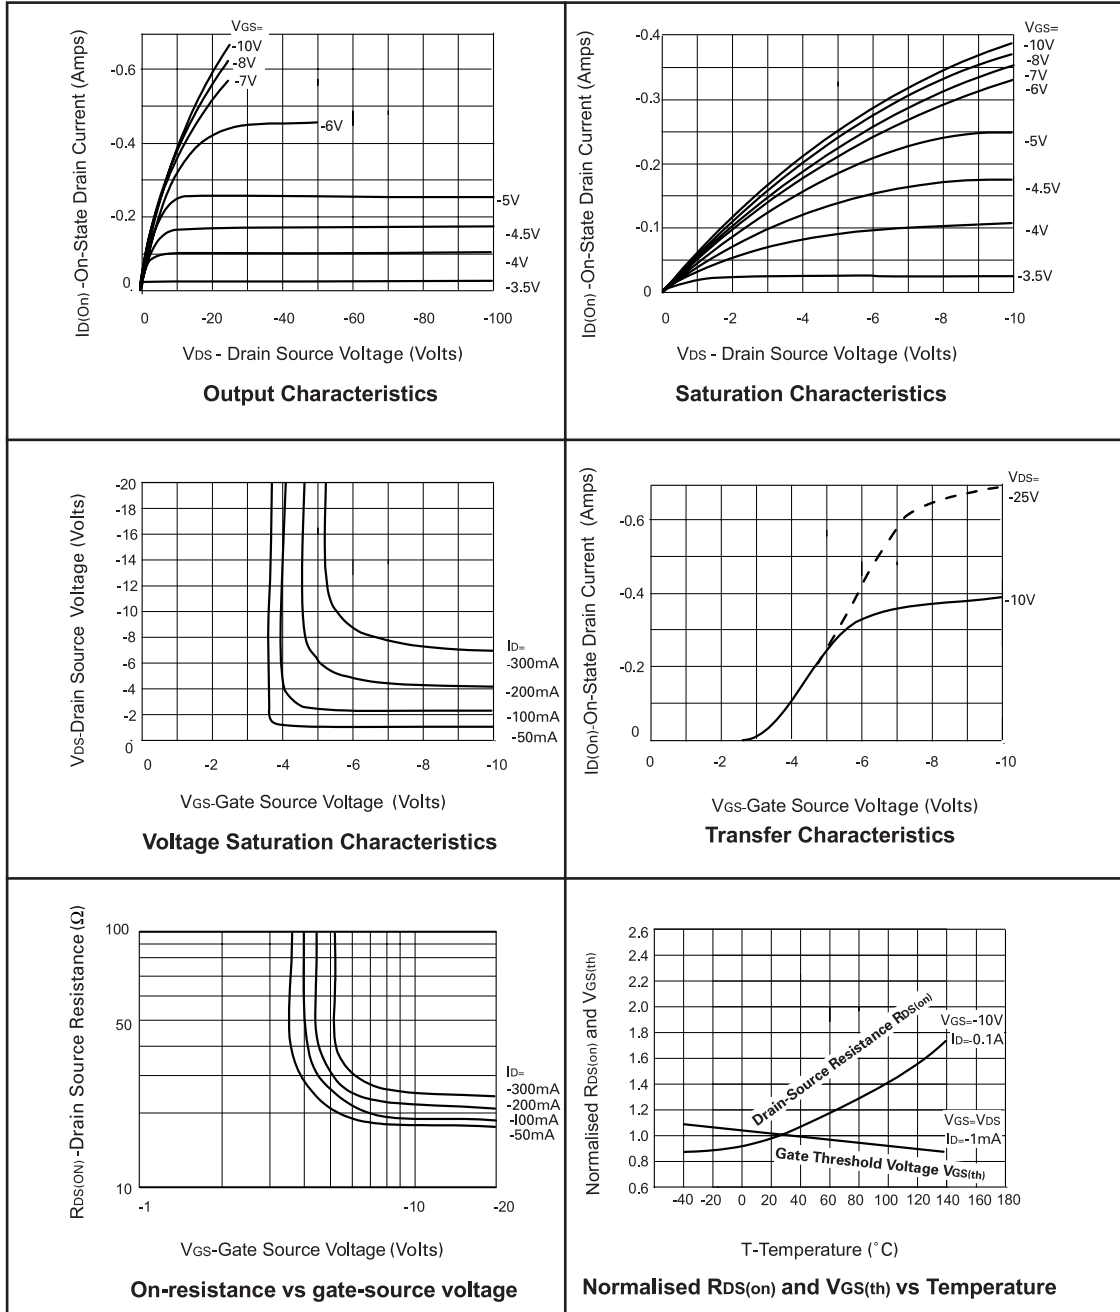 ID(On) -On-State Drain Current (Amps)
-0.6
-0.4
-0.2
0
VGS=
-10V
-8V
-7V
-6V
-5V
-4.5V
-4V
-3.5V
0 -20 -40 -60 -80 -100
VDS - Drain Source Voltage (Volts)
Output Characteristics
ID(On) -On-State Drain Current (Amps)
-0.4
-0.3
-0.2
-0.1
0
VGS=
-10V
-8V
-7V
-6V
-5V
-4.5V
-4V
-3.5V
0 -2 -4 -6 -8 -10
VDS - Drain Source Voltage (Volts)
Saturation Characteristics
VDS-Drain Source Voltage (Volts)
-20
-18
-16
-14
-12
-10
-8
-6
-4
-2
0
ID=
-300mA
-200mA
-100mA
-50mA
0 -2 -4 -6 -8 -10
VGS-Gate Source Voltage (Volts)
Voltage Saturation Characteristics
ID(On)-On-State Drain Current (Amps)
-0.6
-0.4
-0.2
0
VDS=
-25V
-10V
0 -2 -4 -6 -8 -10
VGS-Gate Source Voltage (Volts)
Transfer Characteristics
RDS(ON) -Drain Source Resistance (Ω)
100
50
10
ID=
-300mA
-200mA
-100mA
-50mA
-1 -10 -20
VGS-Gate Source Voltage (Volts)
On-resistance vs gate-source voltage
Normalised RDS(on) and VGS(th)
2.6
2.4
2.2
2.0
1.8
1.6
1.4
1.2
1.0
0.8
0.6
Drain-Source Resistance RDS(on)
VGS=-10V
ID=-0.1A
VGS=VDS
ID=-1mA
Gate Threshold Voltage VGS(th)
-40 -20 0 20 40 60 80 100 120 140 160 180
T-Temperature (˚C)
Normalised RDS(on) and VGS(th) vs Temperature